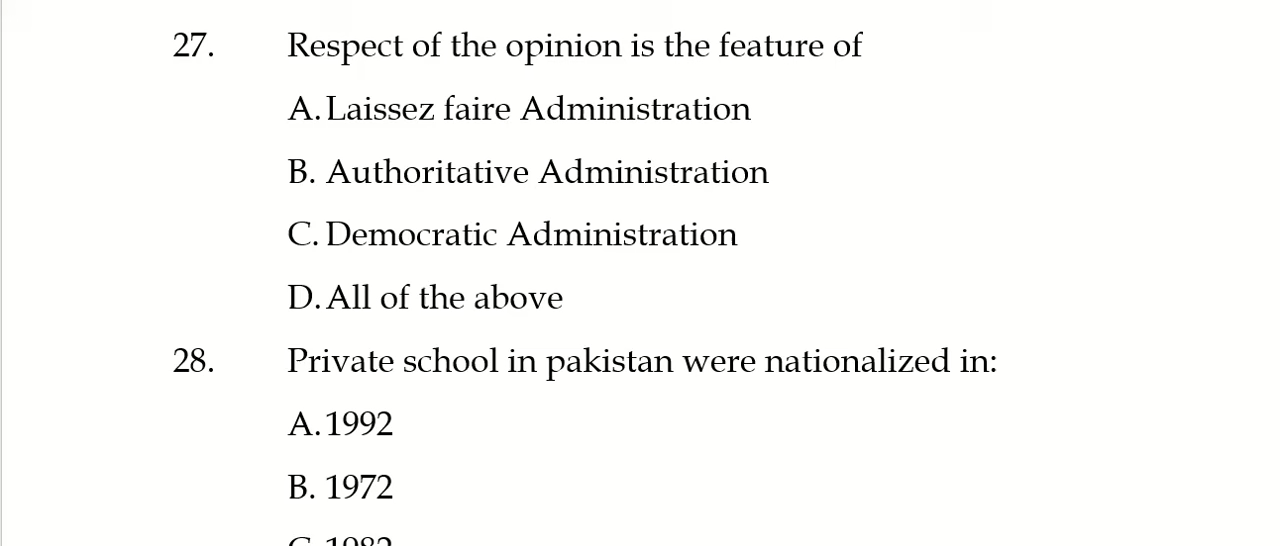 27. Respect of the opinion is the feature of
A. Laissez faire Administration
B. Authoritative Administration
C. Democratic Administration
D. All of the above
28. Private school in pakistan were nationalized in:
A. 1992
B. 1972
C. 1982